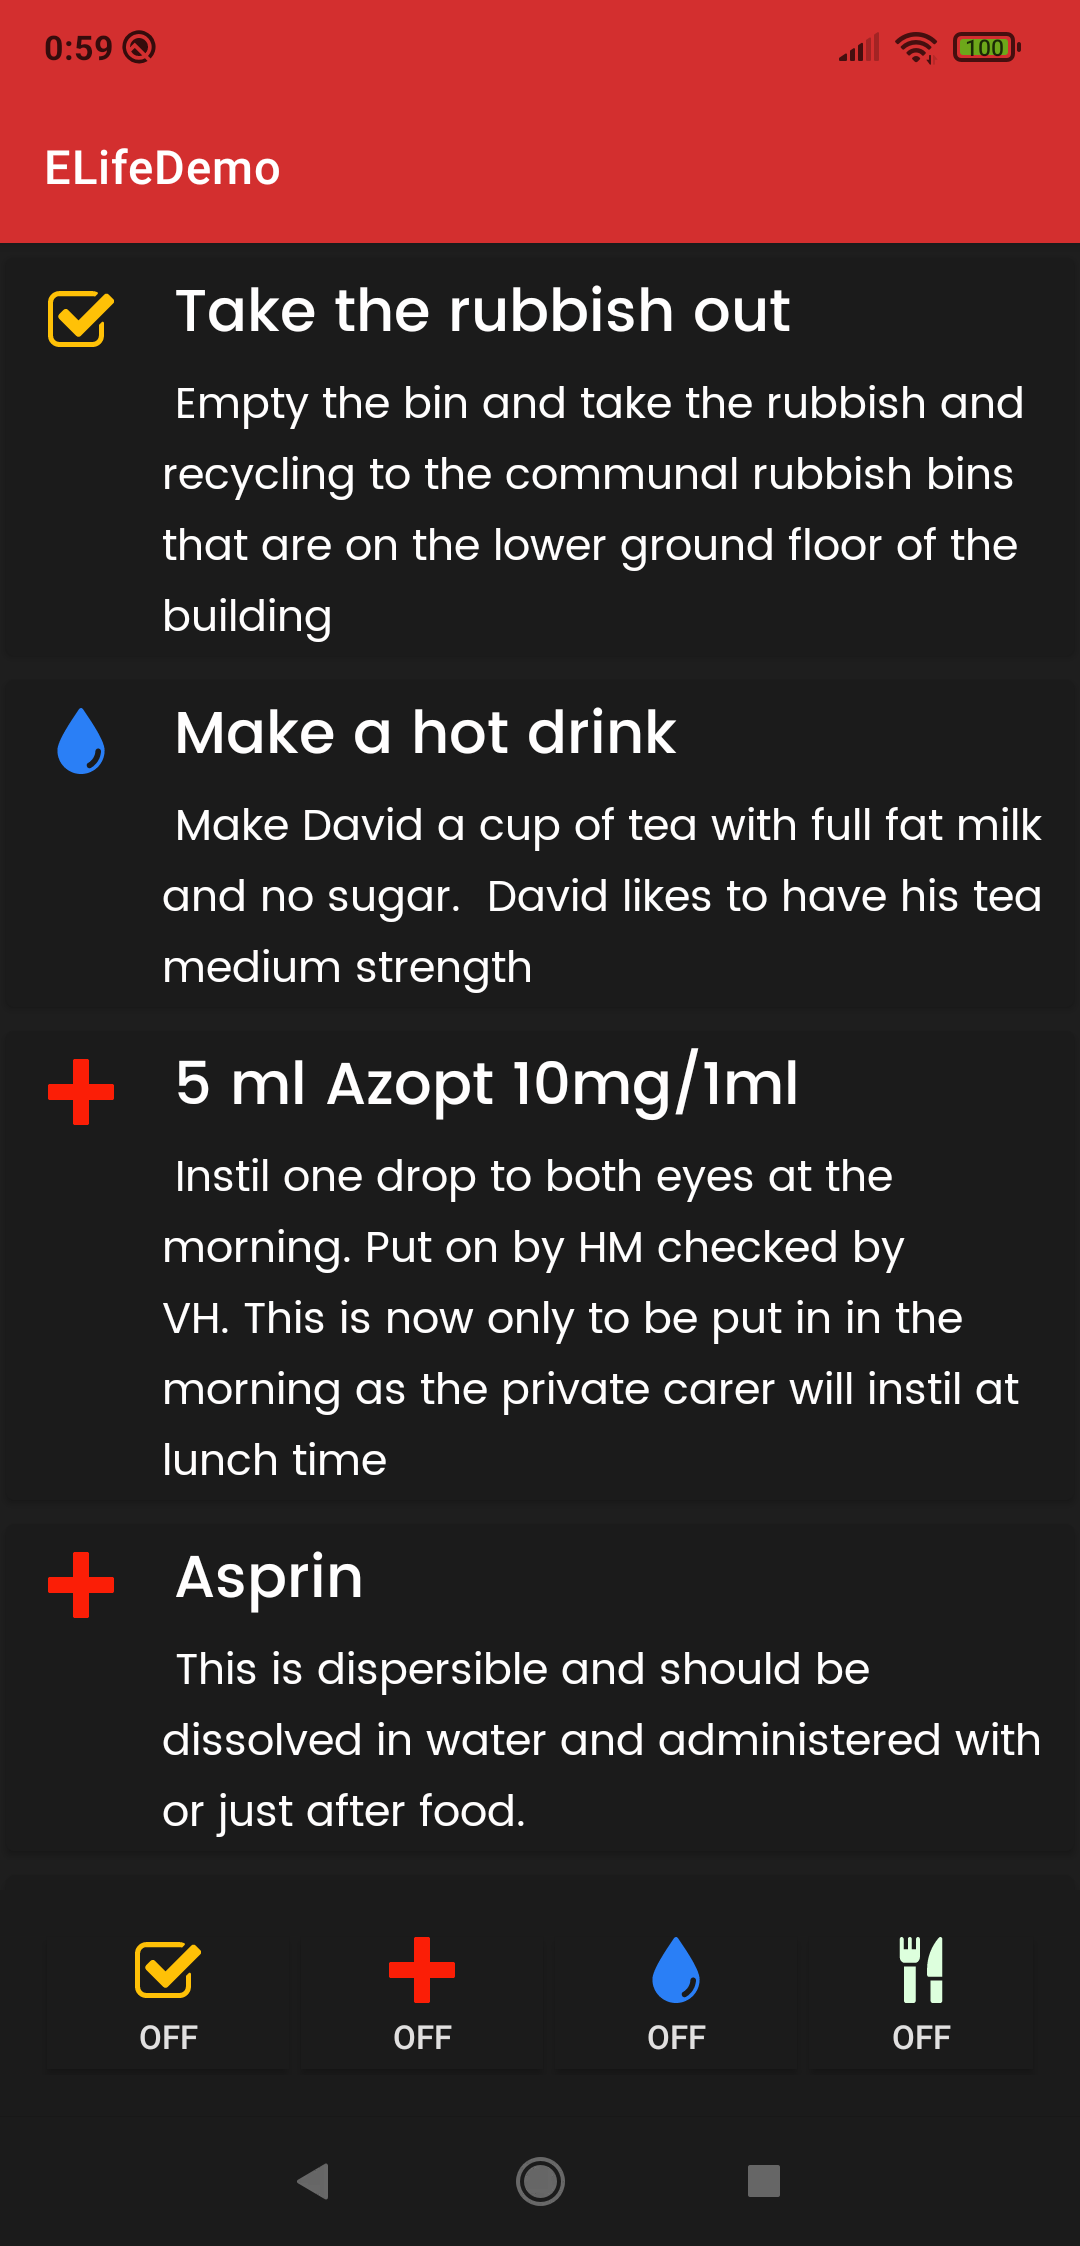 0:59
100
ELifeDemo
Take the rubbish out
Empty the bin and take the rubbish and
recycling to the communal rubbish bins
that are on the lower ground floor of the
building
Make a hot drink
Make David a cup of tea with full fat milk
and no sugar.  David likes to have his tea
medium strength
5 ml Azopt 10mg/1ml
Instil one drop to both eyes at the
morning. Put on by HM checked by
VH. This is now only to be put in in the
morning as the private carer will instil at
lunch time
Asprin
This is dispersible and should be
dissolved in water and administered with
or just after food.
OFF OFF OFF OFF